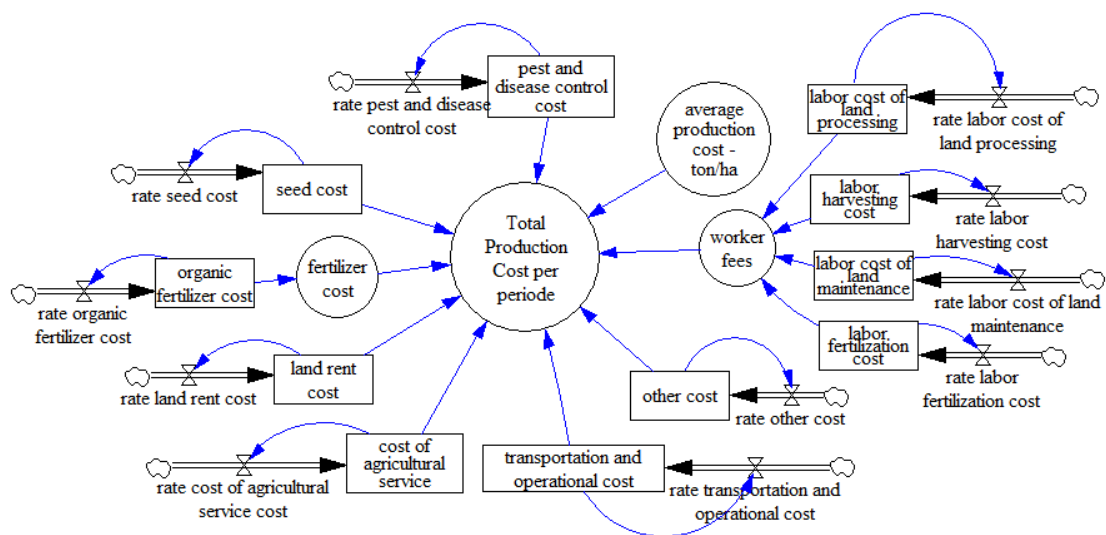 pest and
disease control
cost
rate pest and disease
control cost
average
production
cost -
ton/ha
labor cost of
land
processing
rate labor cost of
land processing
seed cost
rate seed cost
labor
harvesting
cost
rate labor
harvesting cost
Total
Production
Cost per
periode
worker
fees
organic
fertilizer cost
rate organic
fertilizer cost
fertilizer
cost
labor cost of
land
maintenance
rate labor cost of land
maintenance
labor
fertilization
cost
rate labor
fertilization cost
land rent
cost
rate land rent cost
other cost
rate other cost
cost of
agricultural
service
rate cost of agricultural
service cost
transportation and
operational cost
rate transportation and
operational cost